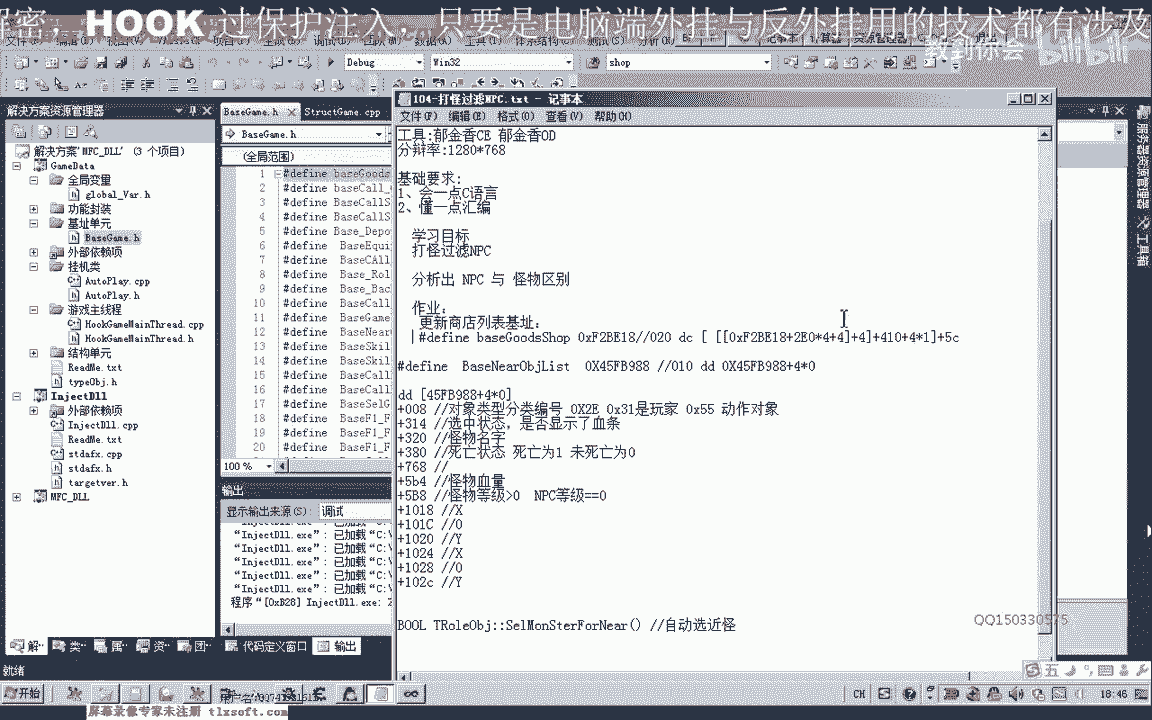 密、HOOK 过保护注入、只要是电脑端外挂与反外挂用的技术都有涉及
教到你会 bilibili
Debug Win32 shop
解决方案资源管理器
BaseGame.h StructGame.cpp
BaseGame.h
(全局范围)
解决方案'MFC_DLL' (3 个项目)
GameData
全局变量
global_Var.h
功能封装
基址单元
BaseGame.h
外部依赖项
挂机类
AutoPlay.cpp
AutoPlay.h
游戏主线程
HookGameMainThread.cpp
HookGameMainThread.h
结构单元
ReadMe.txt
typeObj.h
InjectDll
外部依赖项
InjectDll.cpp
ReadMe.txt
stdafx.cpp
stdafx.h
targetver.h
MFC_DLL
1 #define baseGoods
2 #define baseCall_
3 #define BaseCallS
4 #define BaseCallS
5 #define Base_Depo
6 #define BaseEqui
7 #define BaseCAll
8 #define Base_Rol
9 #define Base_Bac
10 #define BaseCall
11 #define BaseGame
12 #define BaseNear
13 #define BaseSkil
14 #define BaseSkil
15 #define BaseCall
16 #define BaseCall
17 #define BaseSelG
18 #define BaseF1_F
19 #define BaseF1_F
20 #define BaseF1_F
100 %
输出
显示输出来源(S): 调试
“InjectDll.exe”: 已加载“C:\
“InjectDll.exe”: 已加载“C:\
“InjectDll.exe”: 已加载“C:\
“InjectDll.exe”: 已加载“C:\
“InjectDll.exe”: 已加载“C:\
程序“[0xB28] InjectDll.exe: 
代码定义窗口 输出
就绪
104-打怪过滤NPC.txt - 记事本
文件(F) 编辑(E) 格式(O) 查看(V) 帮助(H)
工具:郁金香CE 郁金香OD
分辩率:1280*768
基础要求:
1、会一点C语言
2、懂一点汇编
学习目标
打怪过滤NPC
分析出 NPC 与 怪物区别
作业:
更新商店列表基址:
#define baseGoodsShop 0xF2BE18//020 dc [ [[0xF2BE18+2E0*4+4]+4]+410+4*1]+5c
#define BaseNearObjList 0X45FB988 //010 dd 0X45FB988+4*0
dd [45FB988+4*0]
+008 //对象类型分类编号 0X2E 0x31是玩家 0x55 动作对象
+314 //选中状态, 是否显示了血条
+320 //怪物名字
+380 //死亡状态 死亡为1 未死亡为0
+768 //
+5b4 //怪物血量
+5B8 //怪物等级>0 NPC等级==0
+1018 //X
+101C //0
+1020 //Y
+1024 //X
+1028 //0
+102c //Y
BOOL TRoleObj::SelMonSterForNear() //自动选近怪
QQ150330575
服务器资源管理器
工具箱
开始
CH
18:46
屏幕录像专家未注册 tlxsoft.com